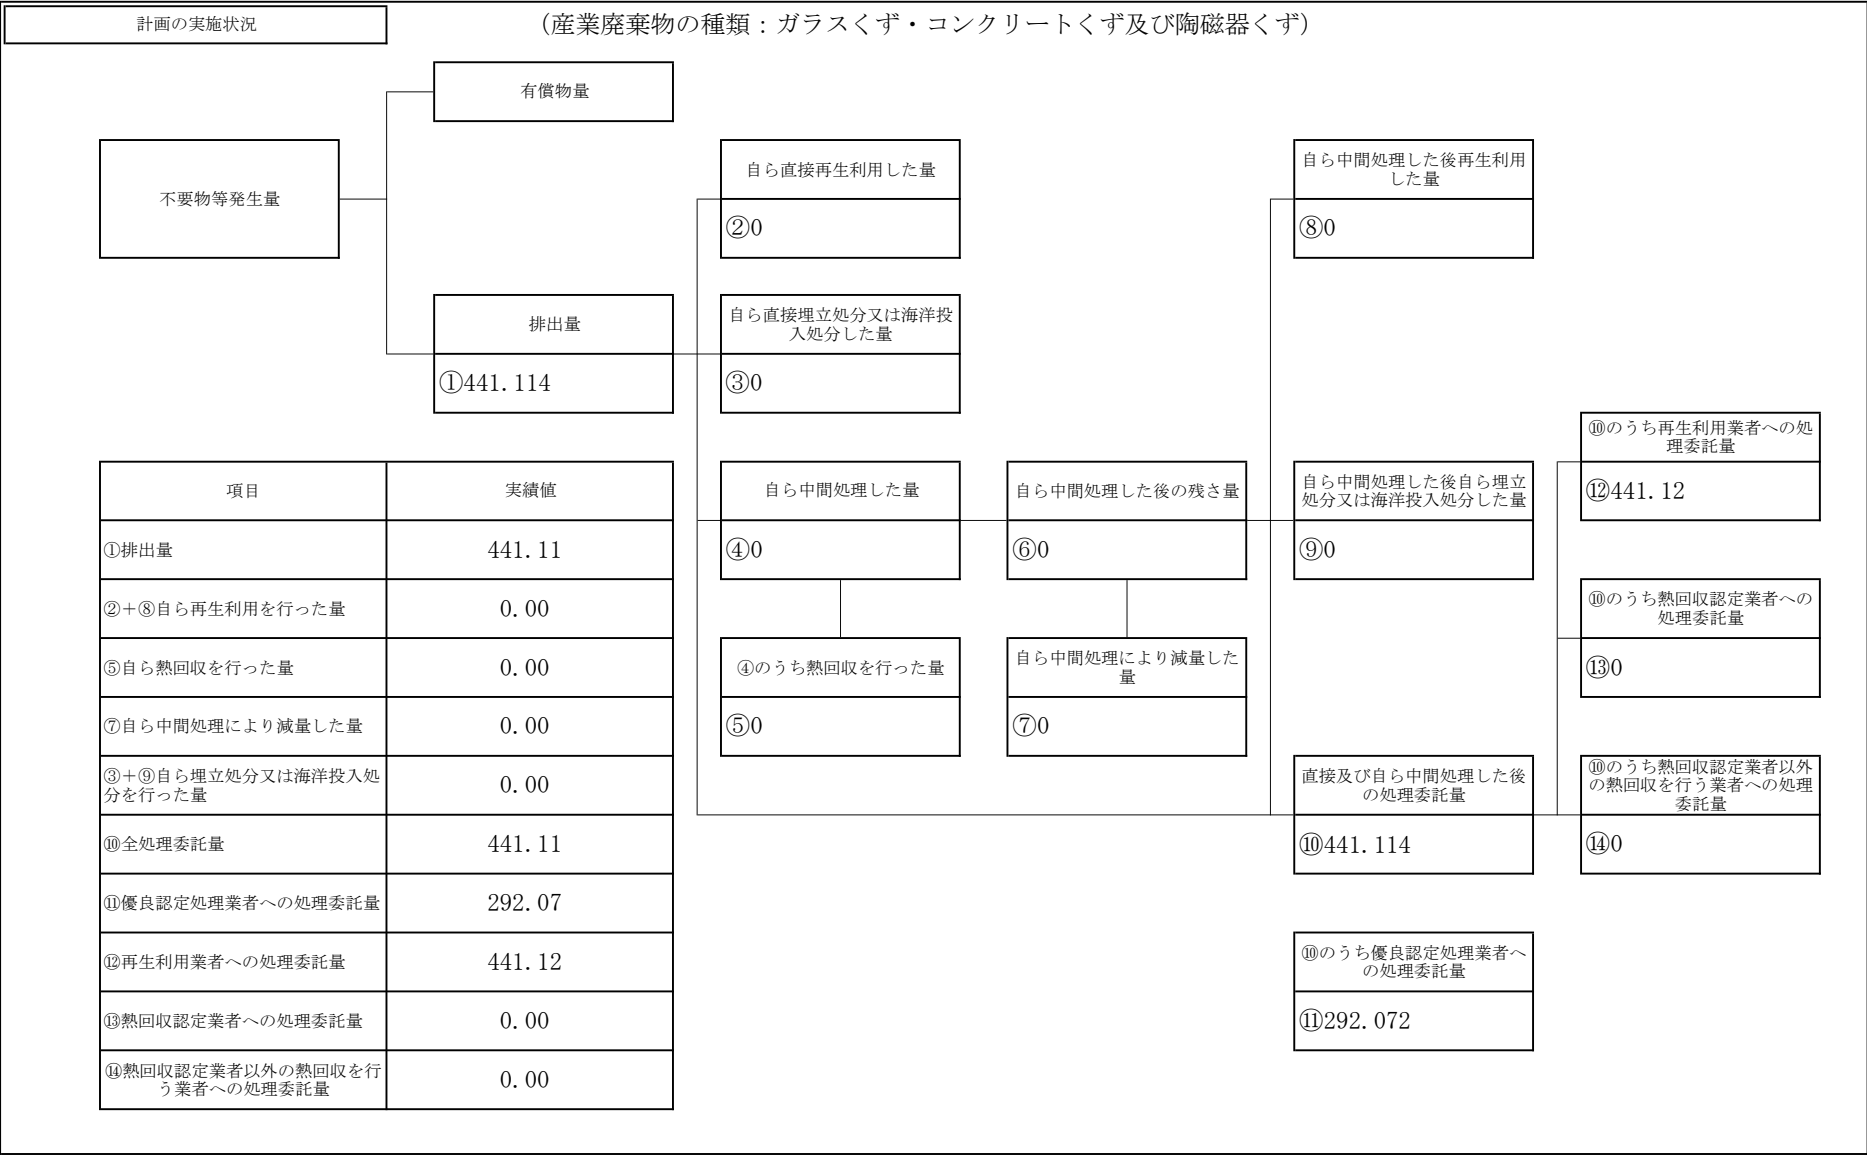 計画の実施状況
（産業廃棄物の種類：ガラスくず・コンクリートくず及び陶磁器くず）
有償物量
不要物等発生量
自ら直接再生利用した量
②0
自ら中間処理した後再生利用
した量
⑧0
排出量
①441.114
自ら直接埋立処分又は海洋投
入処分した量
③0
⑩のうち再生利用業者への処
理委託量
⑫441.12
項目
実績値
①排出量
441.11
②＋⑧自ら再生利用を行った量
0.00
⑤自ら熱回収を行った量
0.00
⑦自ら中間処理により減量した量
0.00
③＋⑨自ら埋立処分又は海洋投入処
分を行った量
0.00
⑩全処理委託量
441.11
⑪優良認定処理業者への処理委託量
292.07
⑫再生利用業者への処理委託量
441.12
⑬熱回収認定業者への処理委託量
0.00
⑭熱回収認定業者以外の熱回収を行
う業者への処理委託量
0.00
自ら中間処理した量
④0
自ら中間処理した後の残さ量
⑥0
自ら中間処理した後自ら埋立
処分又は海洋投入処分した量
⑨0
⑩のうち熱回収認定業者への
処理委託量
⑬0
④のうち熱回収を行った量
⑤0
自ら中間処理により減量した
量
⑦0
直接及び自ら中間処理した後
の処理委託量
⑩441.114
⑩のうち熱回収認定業者以外
の熱回収を行う業者への処理
委託量
⑭0
⑩のうち優良認定処理業者へ
の処理委託量
⑪292.072